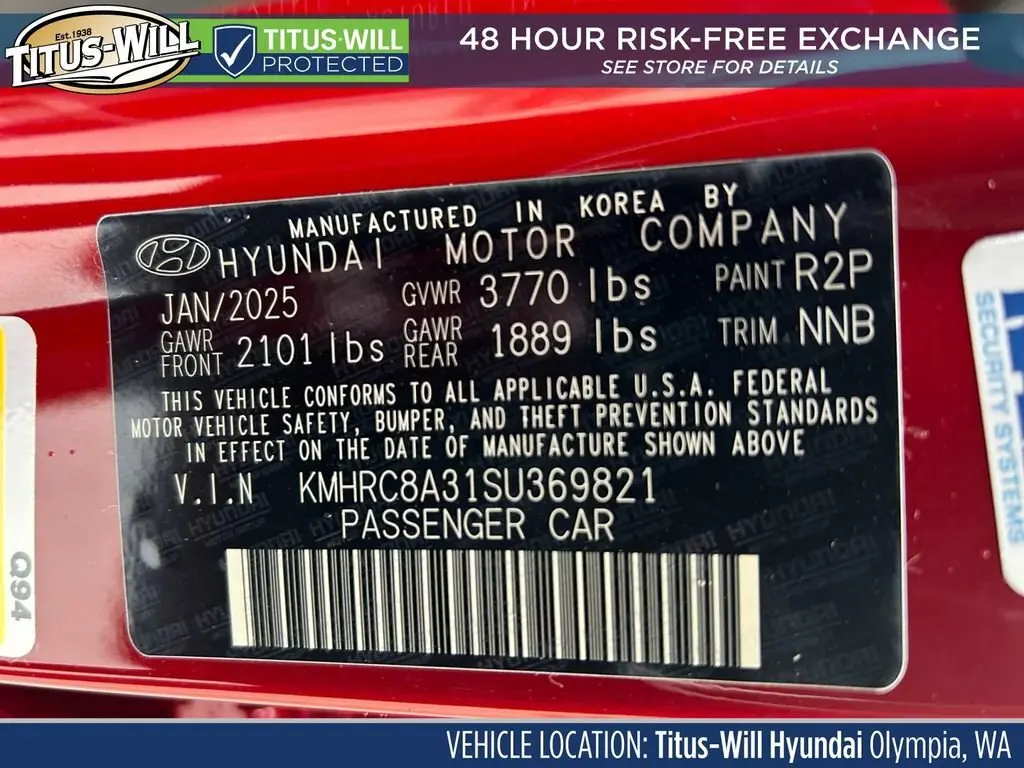 Est. 1938
TITUS-WILL
TITUS-WILL
PROTECTED
48 HOUR RISK-FREE EXCHANGE
SEE STORE FOR DETAILS
MANUFACTURED IN KOREA BY
HYUNDAI MOTOR COMPANY
JAN/2025 GVWR 3770 lbs PAINT R2P
GAWR FRONT 2101 lbs GAWR REAR 1889 lbs TRIM NNB
THIS VEHICLE CONFORMS TO ALL APPLICABLE U.S.A. FEDERAL
MOTOR VEHICLE SAFETY, BUMPER, AND THEFT PREVENTION STANDARDS
IN EFFECT ON THE DATE OF MANUFACTURE SHOWN ABOVE
V.I.N KMHRC8A31SU369821
PASSENGER CAR
Q94
SECURITY SYSTEMS
VEHICLE LOCATION: Titus-Will Hyundai Olympia, WA